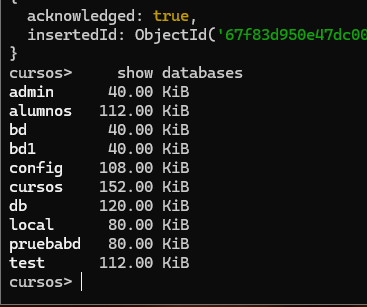 {
acknowledged: true,
insertedId: ObjectId('67f83d950e47dc00
}
cursos> show databases
admin 40.00 KiB
alumnos 112.00 KiB
bd 40.00 KiB
bd1 40.00 KiB
config 108.00 KiB
cursos 152.00 KiB
db 120.00 KiB
local 80.00 KiB
pruebabd 80.00 KiB
test 112.00 KiB
cursos>